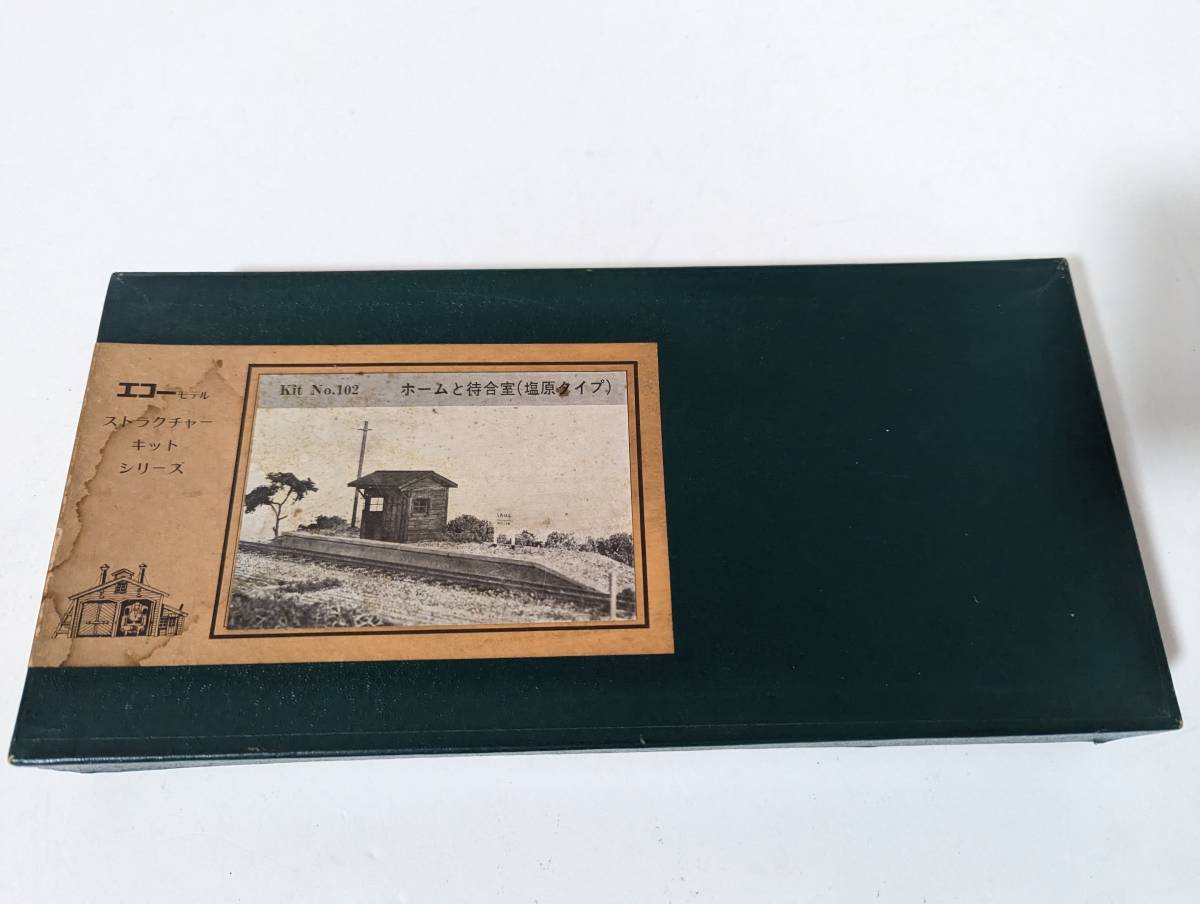 エコーモデル
ストラクチャー
キット
シリーズ
Kit No.102 ホームと待合室(塩原タイプ)